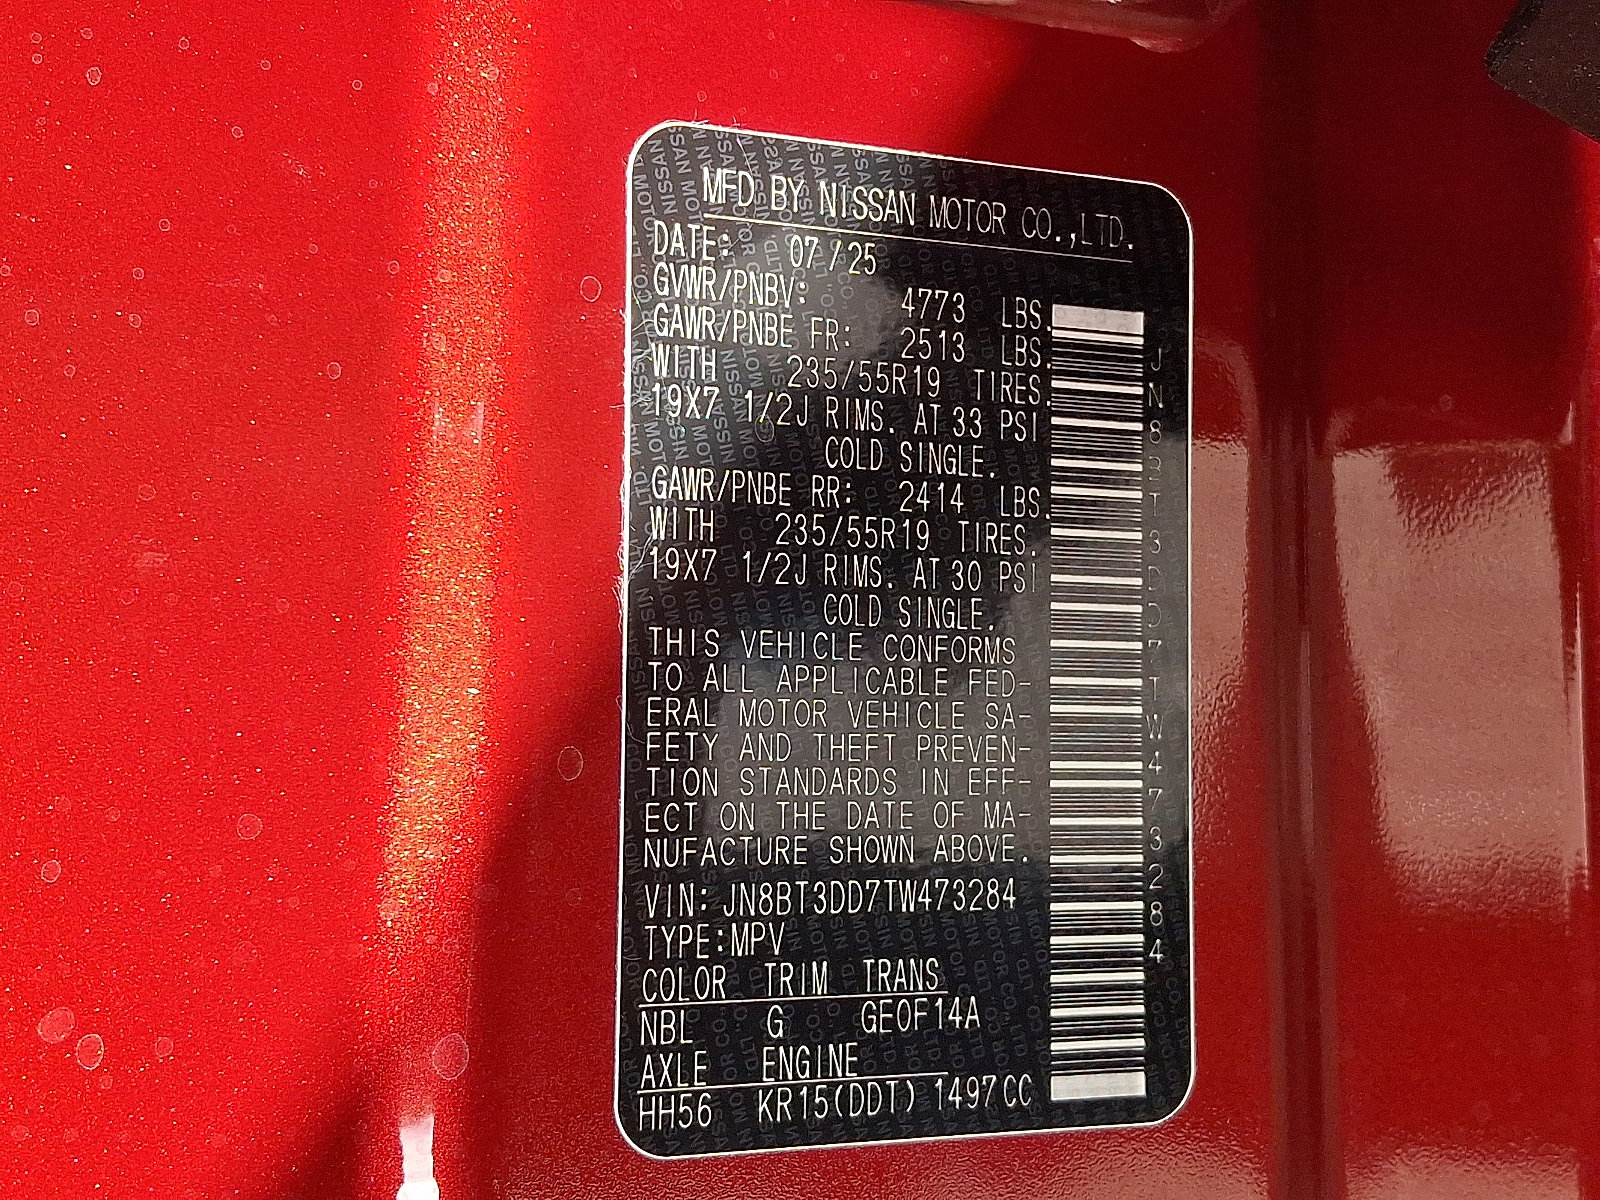 MFD BY NISSAN MOTOR CO.,LTD.
DATE: 07/25
GVWR/PNBV: 4773 LBS.
GAWR/PNBE FR: 2513 LBS.
WITH 235/55R19 TIRES.
19X7 1/2J RIMS. AT 33 PSI
COLD SINGLE.
GAWR/PNBE RR: 2414 LBS.
WITH 235/55R19 TIRES.
19X7 1/2J RIMS. AT 30 PSI
COLD SINGLE.
THIS VEHICLE CONFORMS
TO ALL APPLICABLE FED-
ERAL MOTOR VEHICLE SA-
FETY AND THEFT PREVEN-
TION STANDARDS IN EFF-
ECT ON THE DATE OF MA-
NUFACTURE SHOWN ABOVE.
VIN: JN8BT3DD7TW473284
TYPE:MPV
COLOR TRIM TRANS
NBL G GE0F14A
AXLE ENGINE
HH56 KR15(DDT) 1497CC
JN8BT3DD7TW473284